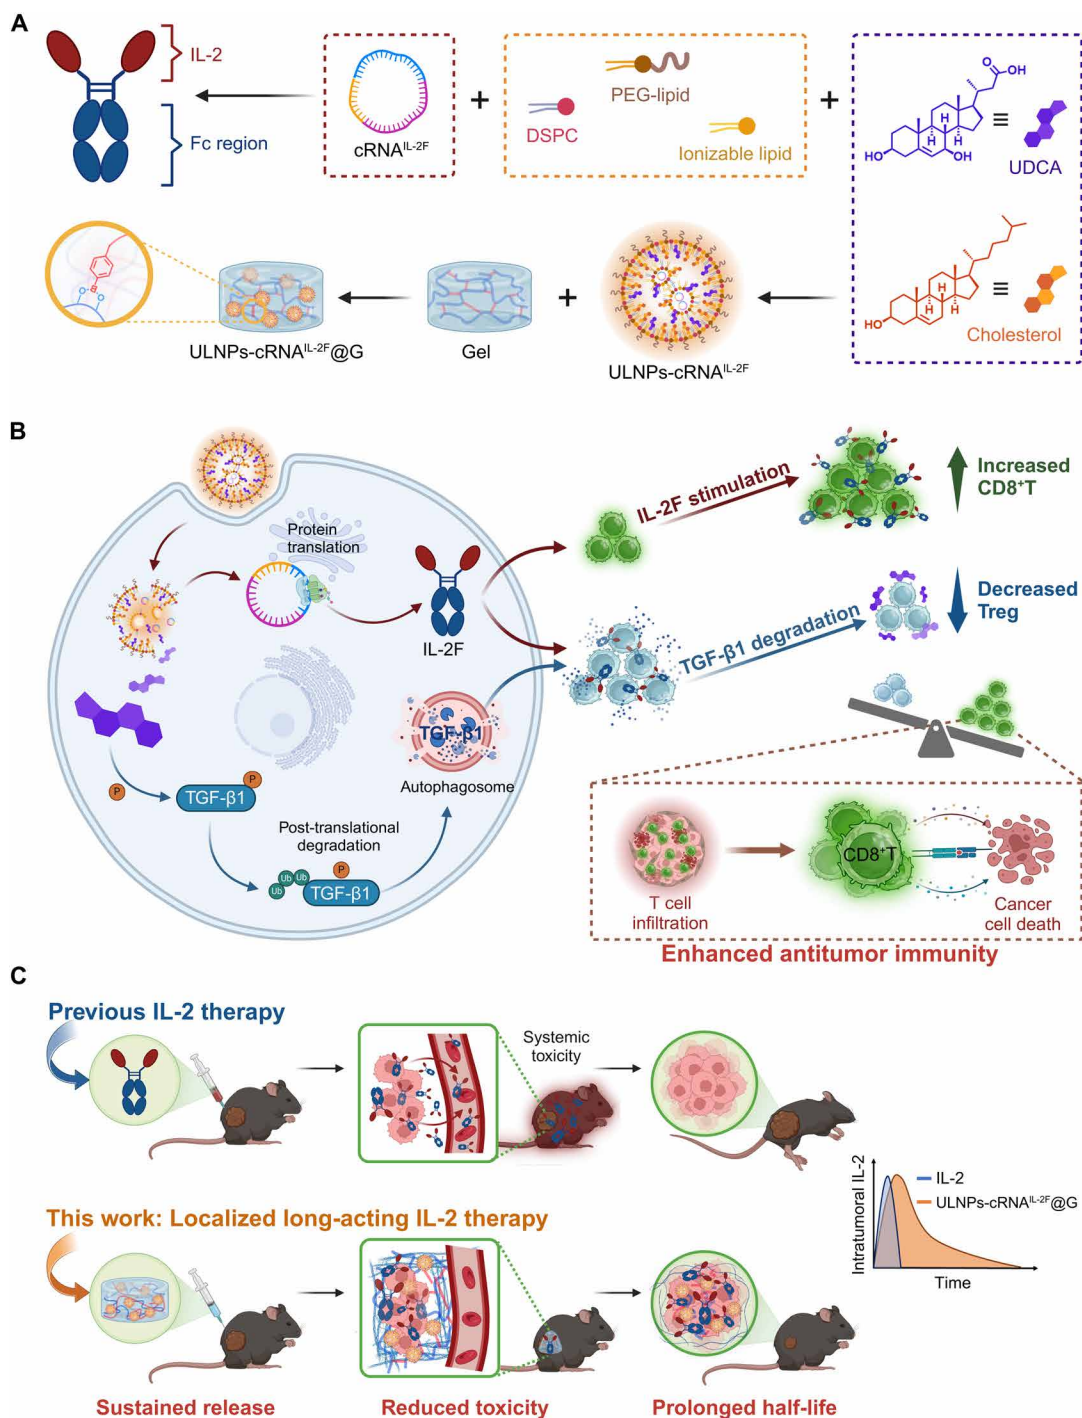 A
IL-2
Fc region
cRNA^IL-2F
+
PEG-lipid
DSPC
Ionizable lipid
+
O
OH
H
H
H
HO
OH
≡
UDCA
H
H
H
HO
≡
Cholesterol
O
B
O
ULNPs-cRNA^IL-2F@G
Gel
+
ULNPs-cRNA^IL-2F
B
Protein
translation
IL-2F
TGF-β1
Autophagosome
P
P
TGF-β1
Post-translational
degradation
P
Ub
Ub
Ub
TGF-β1
IL-2F stimulation
Increased
CD8⁺T
TGF-β1 degradation
Decreased
Treg
T cell
infiltration
CD8⁺T
Cancer
cell death
Enhanced antitumor immunity
C
Previous IL-2 therapy
Systemic
toxicity
Intratumoral IL-2
IL-2
ULNPs-cRNA^IL-2F@G
Time
This work: Localized long-acting IL-2 therapy
Sustained release
Reduced toxicity
Prolonged half-life